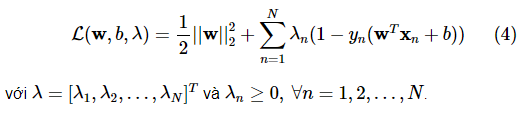 ℒ(w, b, λ) = 1/2 ||w||₂² + ∑ₙ₌₁ᴺ λₙ(1 − yₙ(wᵀxₙ + b))   (4)
với λ = [λ₁, λ₂, …, λ_N]ᵀ và λₙ ≥ 0, ∀n = 1, 2, …, N.